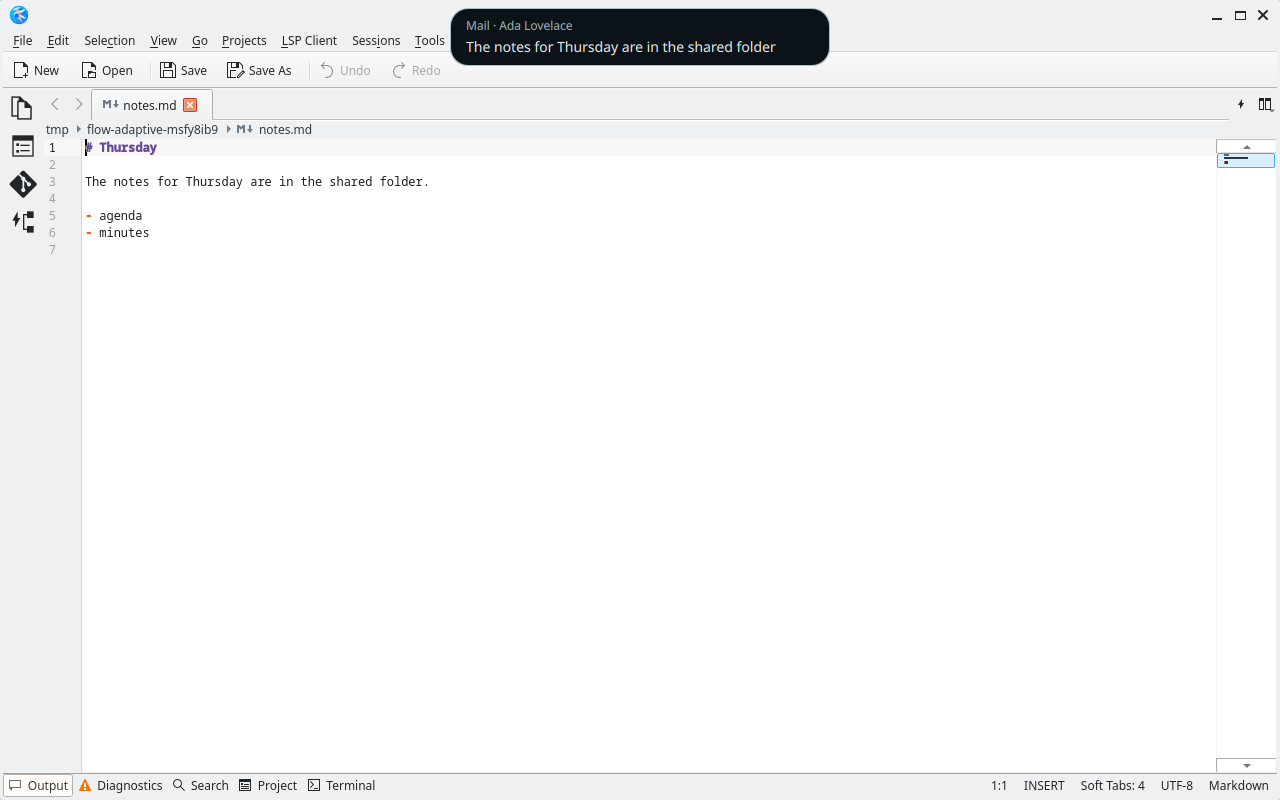 Mail · Ada Lovelace
The notes for Thursday are in the shared folder
File Edit Selection View Go Projects LSP Client Sessions Tools
New Open Save Save As Undo Redo
notes.md
tmp flow-adaptive-msfy8ib9 notes.md
1 # Thursday
2
3 The notes for Thursday are in the shared folder.
4
5 - agenda
6 - minutes
7
Output Diagnostics Search Project Terminal 1:1 INSERT Soft Tabs: 4 UTF-8 Markdown